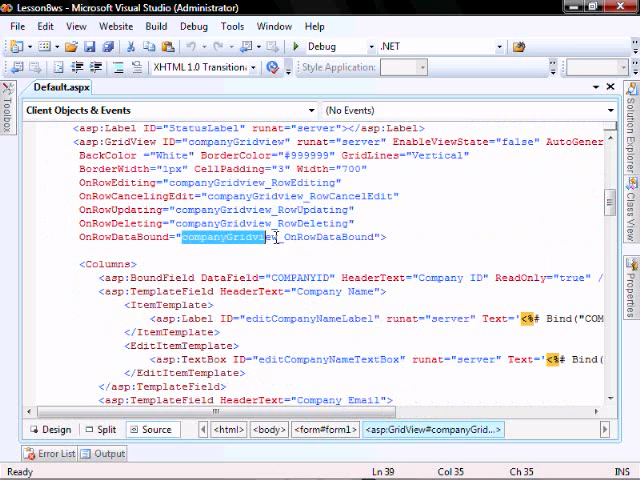 Lesson8ws - Microsoft Visual Studio (Administrator)
File Edit View Website Build Debug Tools Window Help
Debug .NET
XHTML 1.0 Transition Style Application:
Default.aspx
Client Objects & Events (No Events)
<asp:Label ID="StatusLabel" runat="server"></asp:Label>
<asp:GridView ID="companyGridview" runat="server" EnableViewState="false" AutoGener
BackColor ="White" BorderColor="#999999" GridLines="Vertical"
BorderWidth="1px" CellPadding="3" Width="700"
OnRowEditing="companyGridview_RowEditing"
OnRowCancelingEdit="companyGridview_RowCancelEdit"
OnRowUpdating="companyGridview_RowUpdating"
OnRowDeleting="companyGridview_RowDeleting"
OnRowDataBound="companyGridview_OnRowDataBound">
<Columns>
<asp:BoundField DataField="COMPANYID" HeaderText="Company ID" ReadOnly="true" /
<asp:TemplateField HeaderText="Company Name">
<ItemTemplate>
<asp:Label ID="editCompanyNameLabel" runat="server" Text='<%# Bind("COM
</ItemTemplate>
<EditItemTemplate>
<asp:TextBox ID="editCompanyNameTextBox" runat="server" Text='<%# Bind(
</EditItemTemplate>
</asp:TemplateField>
<asp:TemplateField HeaderText="Company Email">
Toolbox
Solution Explorer
Class View
Properties
Design Split Source <html> <body> <form#form1> <asp:GridView#companyGrid...>
Error List Output
Ready Ln 39 Col 35 Ch 35 INS